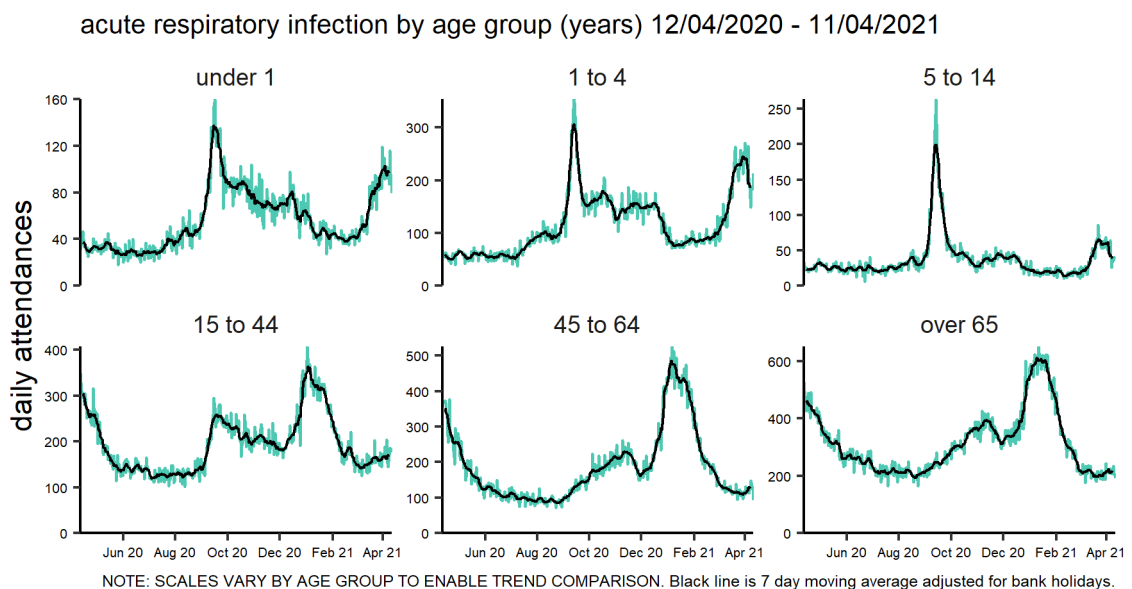 acute respiratory infection by age group (years) 12/04/2020 - 11/04/2021
under 1
1 to 4
5 to 14
160
120
80
40
0
300
200
100
0
250
200
150
100
50
0
daily attendances
15 to 44
45 to 64
over 65
400
300
200
100
0
500
400
300
200
100
0
600
400
200
0
Jun 20 Aug 20 Oct 20 Dec 20 Feb 21 Apr 21
Jun 20 Aug 20 Oct 20 Dec 20 Feb 21 Apr 21
Jun 20 Aug 20 Oct 20 Dec 20 Feb 21 Apr 21
NOTE: SCALES VARY BY AGE GROUP TO ENABLE TREND COMPARISON. Black line is 7 day moving average adjusted for bank holidays.